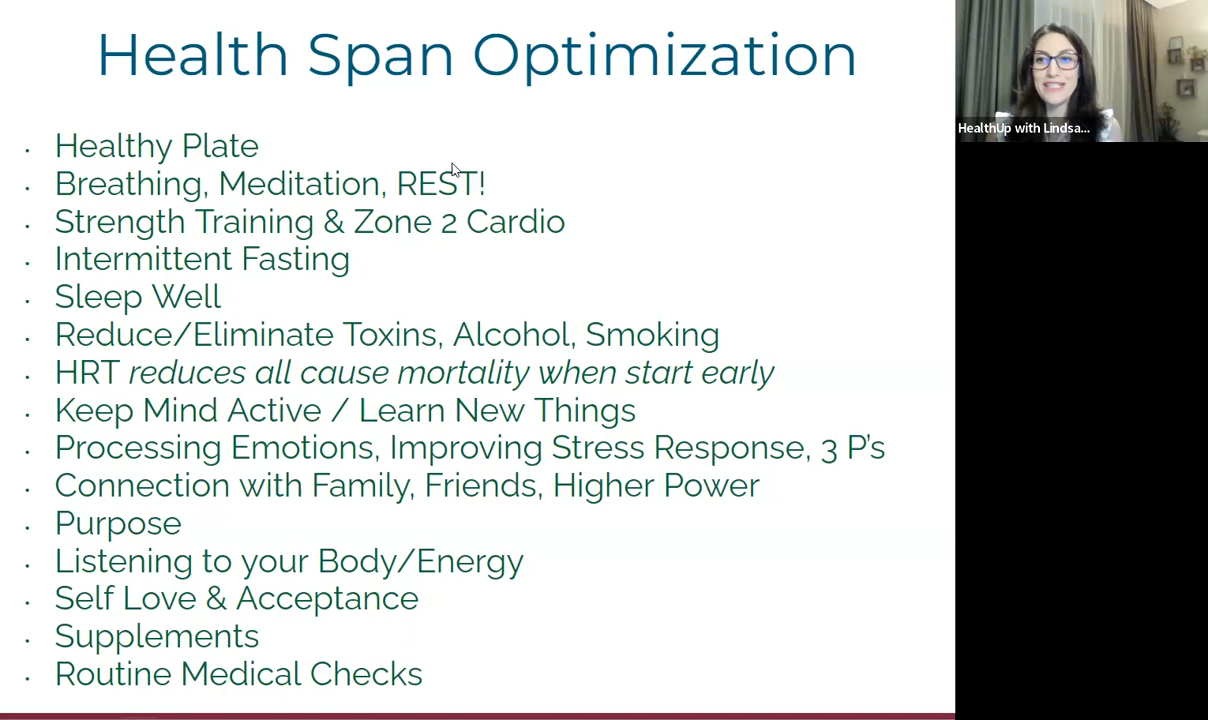 Health Span Optimization
· Healthy Plate
· Breathing, Meditation, REST!
· Strength Training & Zone 2 Cardio
· Intermittent Fasting
· Sleep Well
· Reduce/Eliminate Toxins, Alcohol, Smoking
· HRT reduces all cause mortality when start early
· Keep Mind Active / Learn New Things
· Processing Emotions, Improving Stress Response, 3 P's
· Connection with Family, Friends, Higher Power
· Purpose
· Listening to your Body/Energy
· Self Love & Acceptance
· Supplements
· Routine Medical Checks
HealthUp with Lindsa...